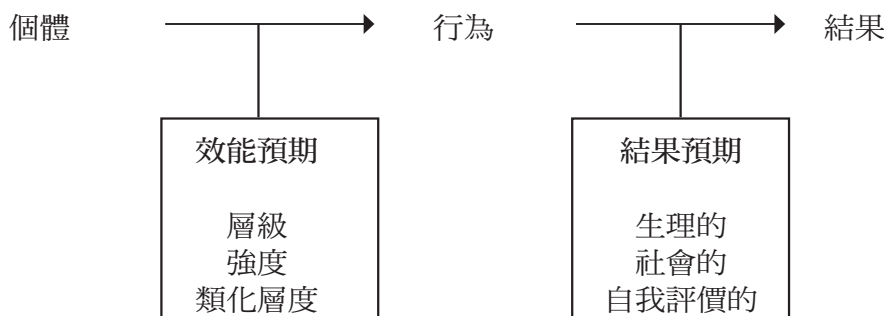 個體 行為 結果
效能預期
層級
強度
類化層度
結果預期
生理的
社會的
自我評價的